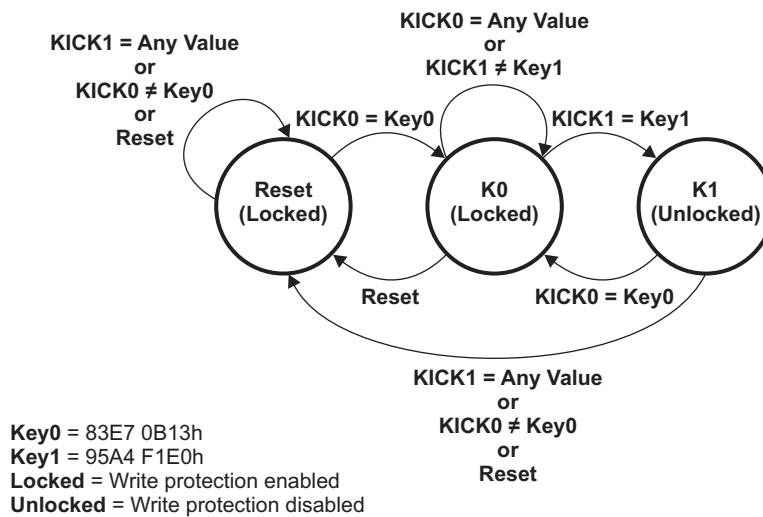 KICK1 = Any Value
or
KICK0 ≠ Key0
or
Reset
KICK0 = Any Value
or
KICK1 ≠ Key1
KICK0 = Key0
KICK1 = Key1
Reset
(Locked)
K0
(Locked)
K1
(Unlocked)
Reset
KICK0 = Key0
KICK1 = Any Value
or
KICK0 ≠ Key0
or
Reset
Key0 = 83E7 0B13h
Key1 = 95A4 F1E0h
Locked = Write protection enabled
Unlocked = Write protection disabled